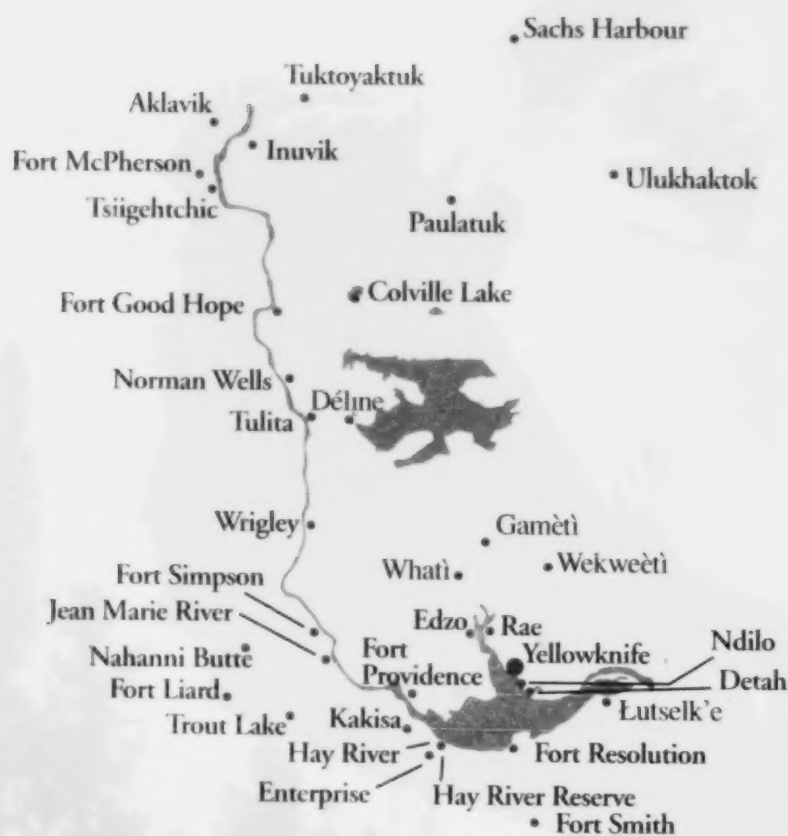 Sachs Harbour
Tuktoyaktuk
Aklavik
Inuvik
Fort McPherson
Ulukhaktok
Tsiigehtchic
Paulatuk
Colville Lake
Fort Good Hope
Norman Wells
Délıne
Tulita
Wrigley
Gamètì
Whatì
Wekweètì
Fort Simpson
Jean Marie River
Edzo
Rae
Ndilo
Nahanni Butte
Fort
Providence
Yellowknife
Detah
Fort Liard
Łutselk'e
Trout Lake
Kakisa
Hay River
Fort Resolution
Enterprise
Hay River Reserve
Fort Smith